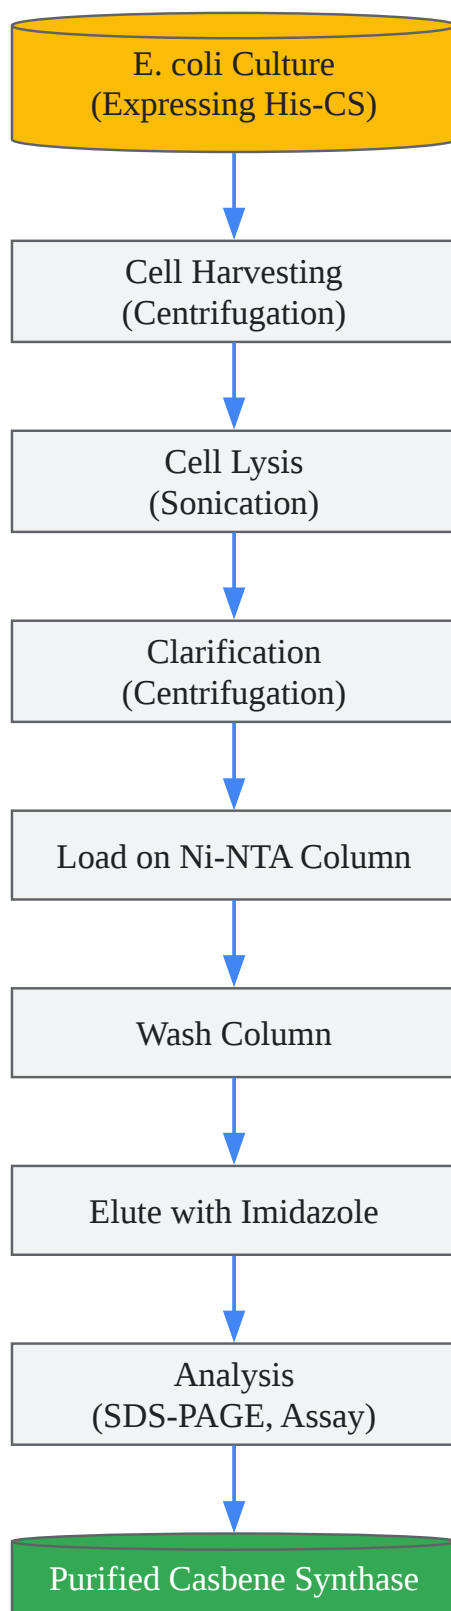 E. coli Culture
(Expressing His-CS)
Cell Harvesting
(Centrifugation)
Cell Lysis
(Sonication)
Clarification
(Centrifugation)
Load on Ni-NTA Column
Wash Column
Elute with Imidazole
Analysis
(SDS-PAGE, Assay)
Purified Casbene Synthase